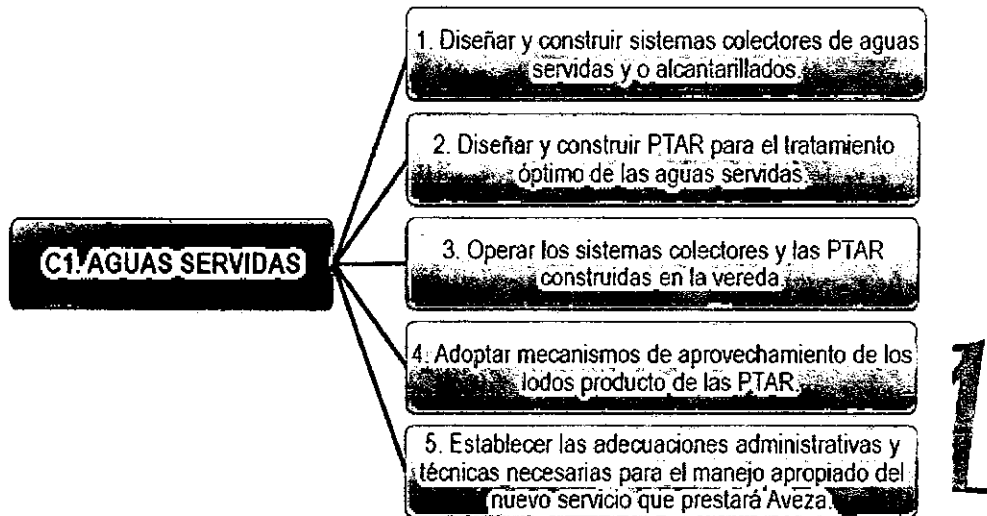 1. Diseñar y construir sistemas colectores de aguas
servidas y o alcantarillados.
2. Diseñar y construir PTAR para el tratamiento
óptimo de las aguas servidas.
C1. AGUAS SERVIDAS
3. Operar los sistemas colectores y las PTAR
construidas en la vereda.
4. Adoptar mecanismos de aprovechamiento de los
lodos producto de las PTAR.
5. Establecer las adecuaciones administrativas y
técnicas necesarias para el manejo apropiado del
nuevo servicio que prestará Aveza.